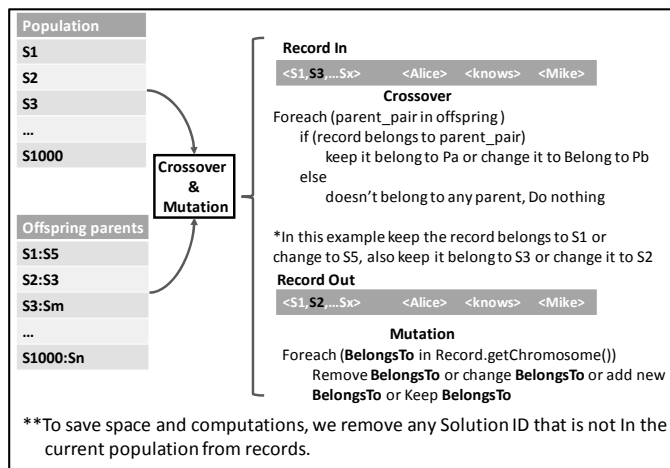 Population
S1
S2
S3
...
S1000
Offspring parents
S1:S5
S2:S3
S3:Sm
...
S1000:Sn
Crossover
&
Mutation
Record In
<S1,S3,...Sx> <Alice> <knows> <Mike>
Crossover
Foreach (parent_pair in offspring )
if (record belongs to parent_pair)
keep it belong to Pa or change it to Belong to Pb
else
doesn't belong to any parent, Do nothing
*In this example keep the record belongs to S1 or
change to S5, also keep it belong to S3 or change it to S2
Record Out
<S1,S2,...Sx> <Alice> <knows> <Mike>
Mutation
Foreach (BelongsTo in Record.getChromosome())
Remove BelongsTo or change BelongsTo or add new
BelongsTo or Keep BelongsTo
**To save space and computations, we remove any Solution ID that is not In the
current population from records.